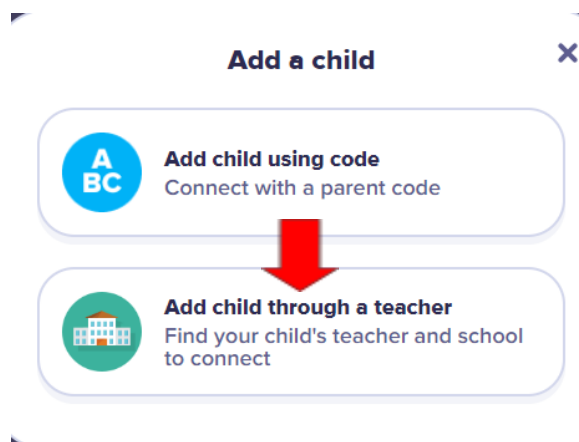 Add a child
×
A
BC
Add child using code
Connect with a parent code
Add child through a teacher
Find your child's teacher and school
to connect